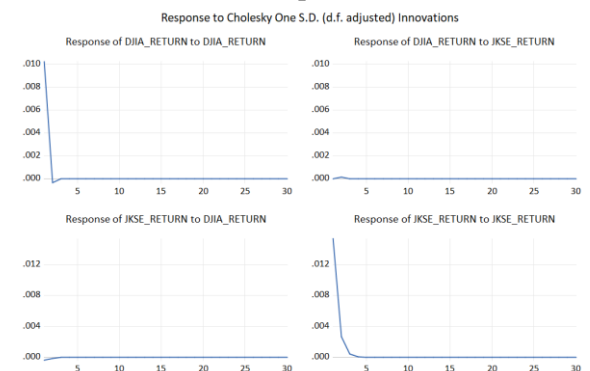 Response to Cholesky One S.D. (d.f. adjusted) Innovations
Response of DJIA_RETURN to DJIA_RETURN
.010
.008
.006
.004
.002
.000
5 10 15 20 25 30
Response of DJIA_RETURN to JKSE_RETURN
.010
.008
.006
.004
.002
.000
5 10 15 20 25 30
Response of JKSE_RETURN to DJIA_RETURN
.012
.008
.004
.000
5 10 15 20 25 30
Response of JKSE_RETURN to JKSE_RETURN
.012
.008
.004
.000
5 10 15 20 25 30